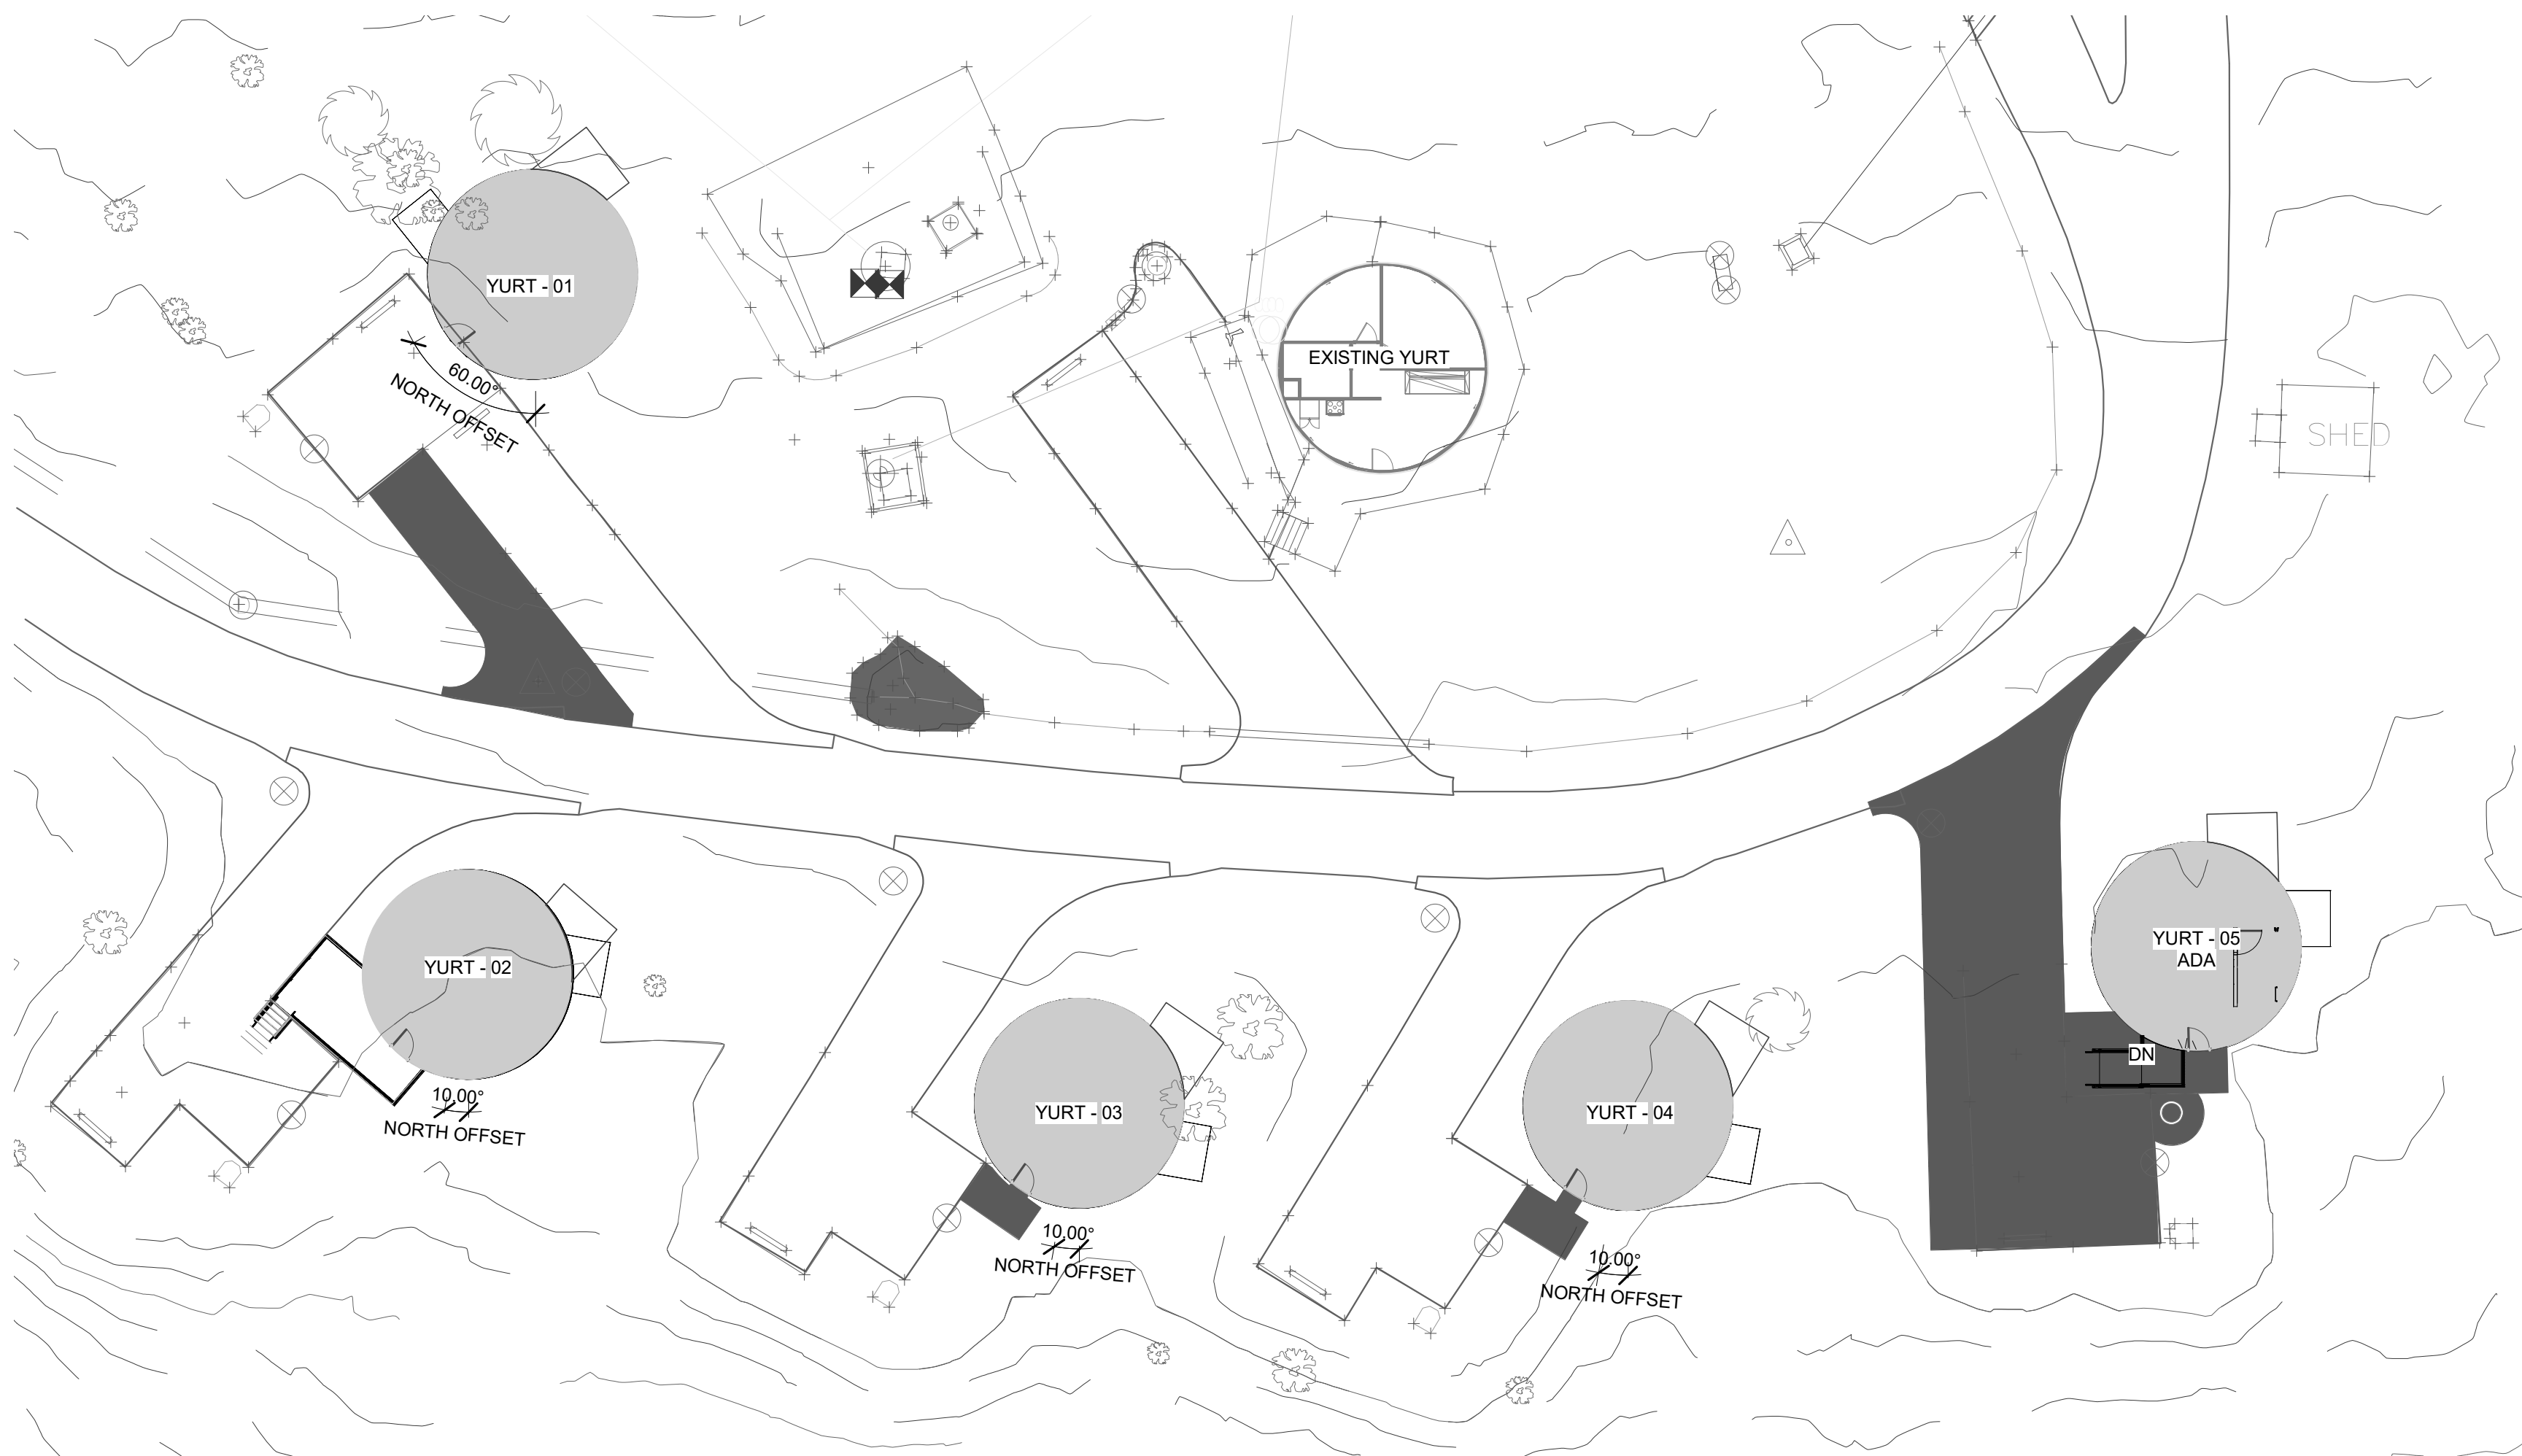 YURT - 01
60.00°
NORTH OFFSET
EXISTING YURT
SHED
YURT - 02
10.00°
NORTH OFFSET
YURT - 03
10.00°
NORTH OFFSET
YURT - 04
10.00°
NORTH OFFSET
YURT - 05
ADA
DN